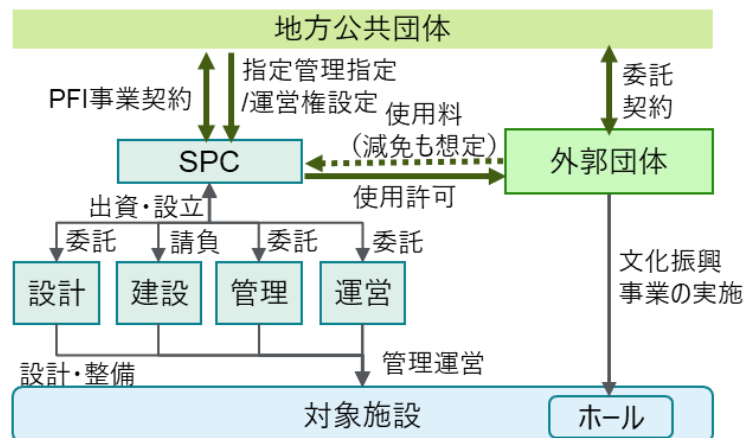 地方公共団体
PFI事業契約
指定管理指定
/運営権設定
使用料
(減免も想定)
委託
契約
SPC
外郭団体
使用許可
出資・設立
委託
請負
委託
委託
設計
建設
管理
運営
文化振興
事業の実施
設計・整備
管理運営
対象施設
ホール